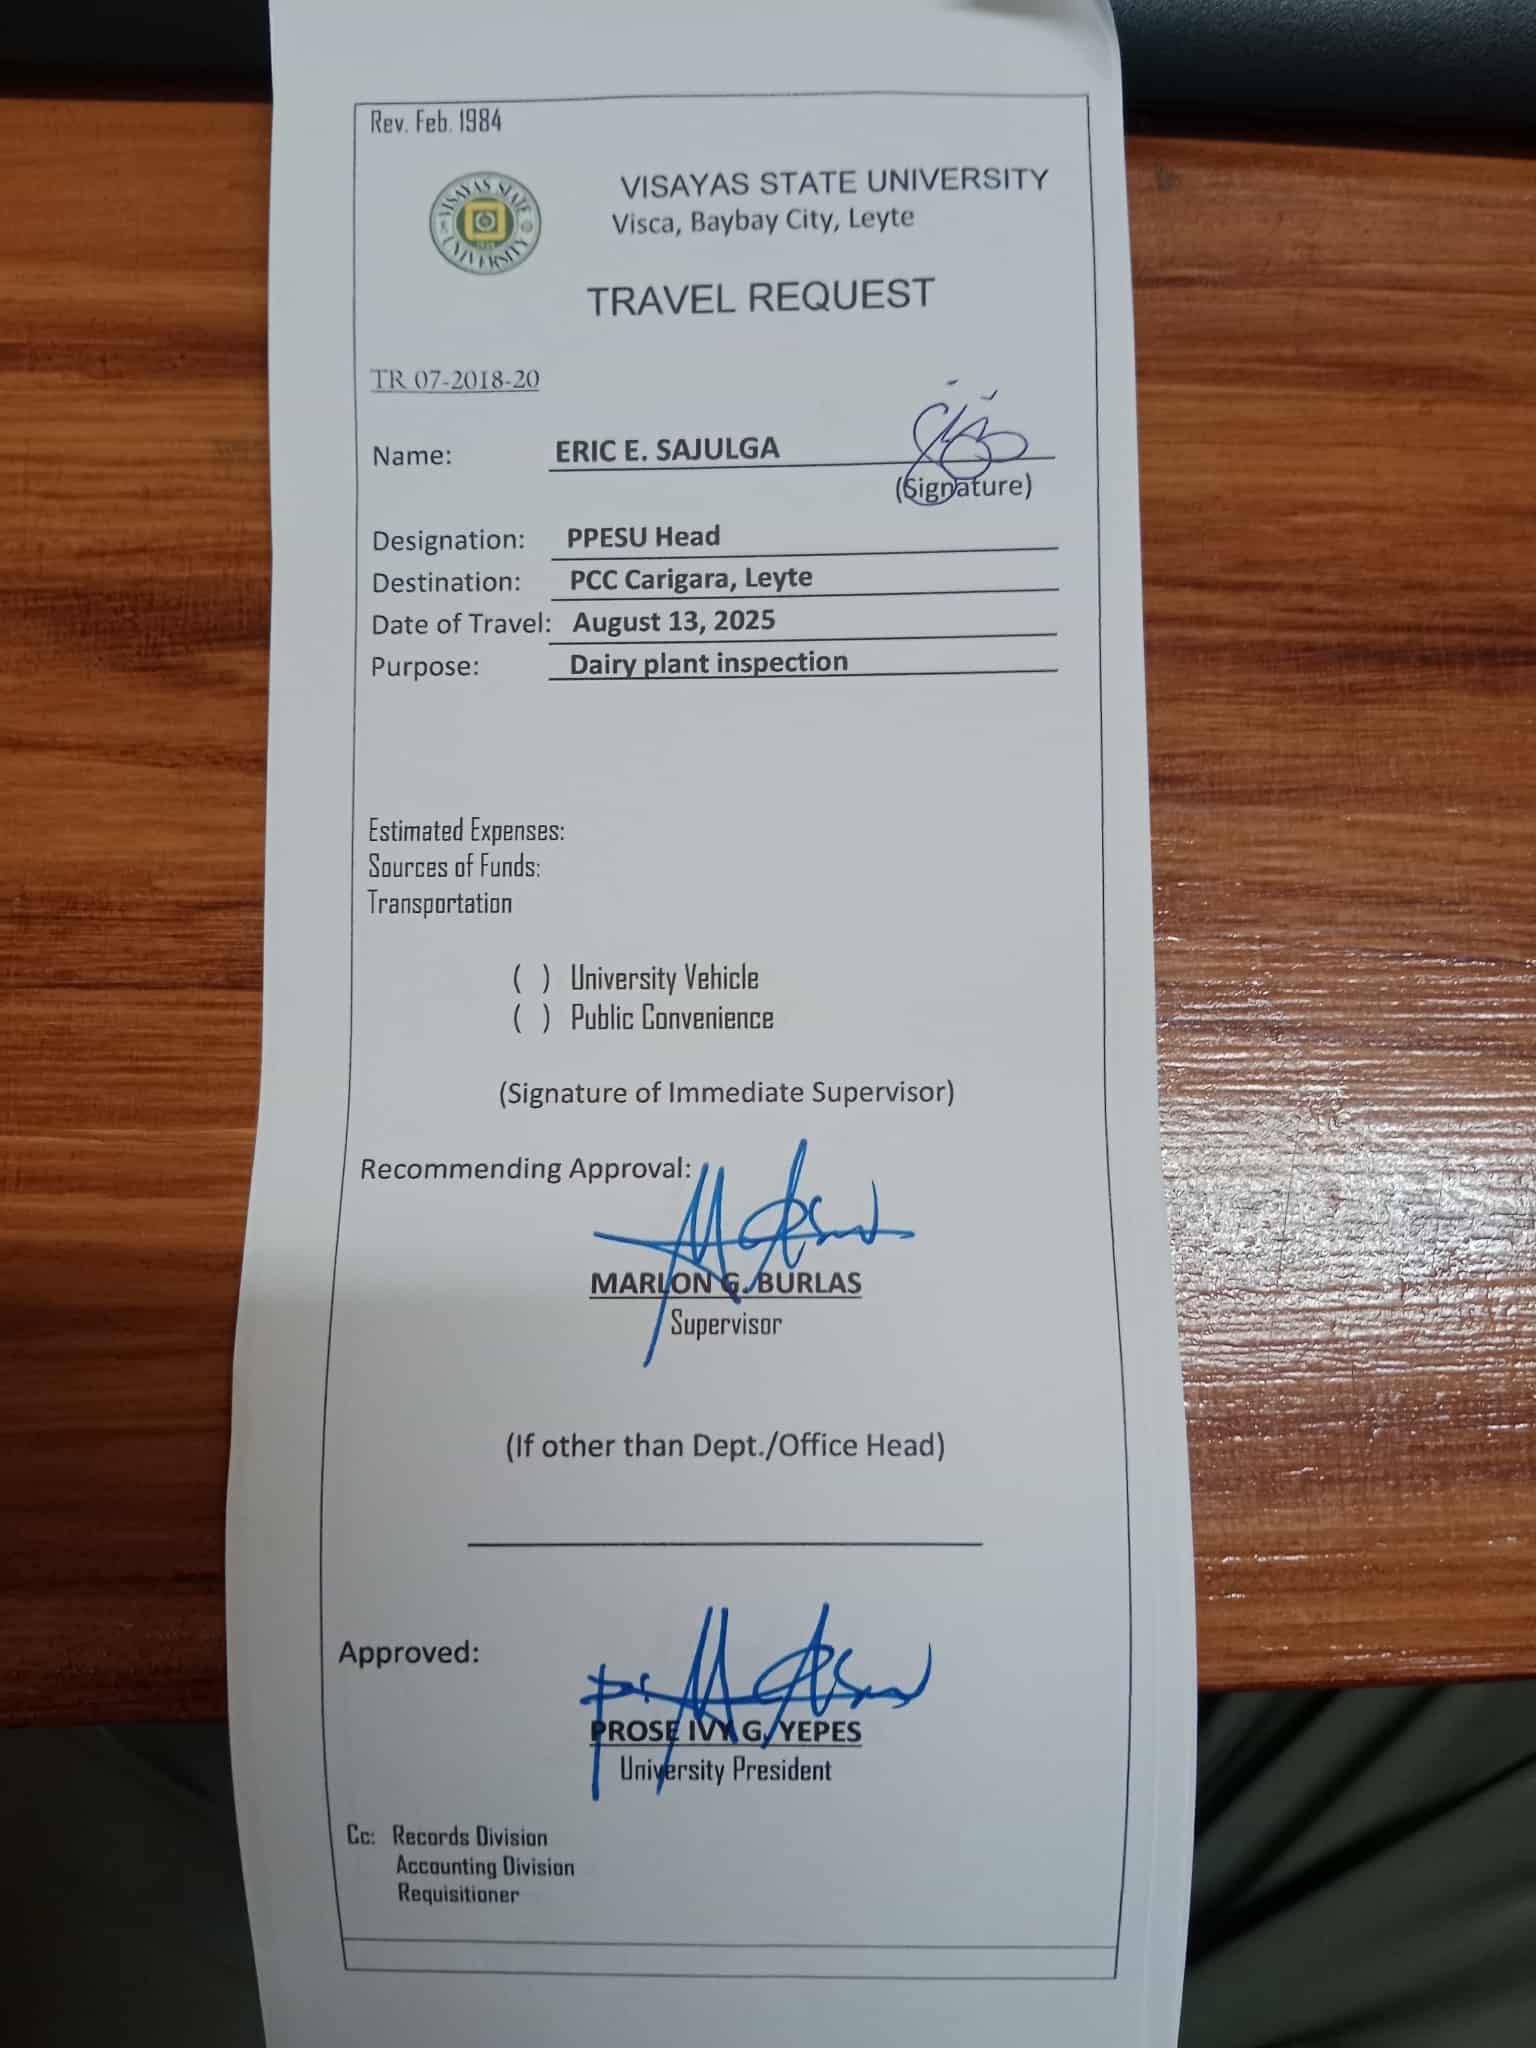 Rev. Feb. 1984
VISAYAS STATE UNIVERSITY
VISAYAS STATE UNIVERSITY
Visca, Baybay City, Leyte
TRAVEL REQUEST
TR 07-2018-20
Name: ERIC E. SAJULGA
(Signature)
Designation: PPESU Head
Destination: PCC Carigara, Leyte
Date of Travel: August 13, 2025
Purpose: Dairy plant inspection
Estimated Expenses:
Sources of Funds:
Transportation
( ) University Vehicle
( ) Public Convenience
(Signature of Immediate Supervisor)
Recommending Approval:
MARLON G. BURLAS
Supervisor
(If other than Dept./Office Head)
Approved:
PROSE IVY G. YEPES
University President
Cc: Records Division
Accounting Division
Requisitioner